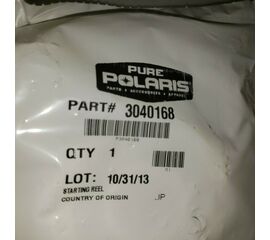 PURE
POLARIS
PARTS • ACCESSORIES • APPAREL
PART# 3040168
P3040168
QTY 1
LOT: 10/31/13
STARTING REEL
COUNTRY OF ORIGIN JP